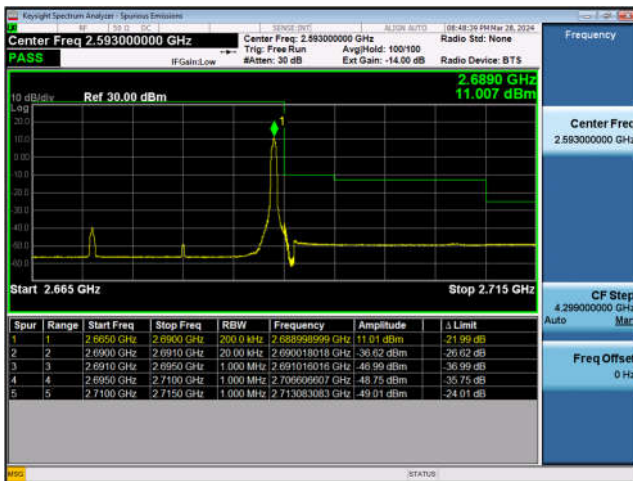 Keysight Spectrum Analyzer - Spurious Emissions
RF 50 Ω DC SENSE:INT ALIGN AUTO 08:48:39 PM Mar 28, 2024
Center Freq 2.593000000 GHz Center Freq: 2.593000000 GHz Radio Std: None
Trig: Free Run Avg|Hold: 100/100
PASS IFGain:Low #Atten: 30 dB Ext Gain: -14.00 dB Radio Device: BTS
2.6890 GHz
11.007 dBm
10 dB/div Ref 30.00 dBm
Log
20.0
1
10.0
0.00
-10.0
-20.0
-30.0
-40.0
-50.0
-60.0
Start 2.665 GHz Stop 2.715 GHz
Spur Range Start Freq Stop Freq RBW Frequency Amplitude Δ Limit
1 1 2.6650 GHz 2.6900 GHz 200.0 kHz 2.688998999 GHz 11.01 dBm -21.99 dB
2 2 2.6900 GHz 2.6910 GHz 20.00 kHz 2.690018018 GHz -36.62 dBm -26.62 dB
3 3 2.6910 GHz 2.6950 GHz 1.000 MHz 2.691016016 GHz -46.99 dBm -36.99 dB
4 4 2.6950 GHz 2.7100 GHz 1.000 MHz 2.706606607 GHz -48.75 dBm -35.75 dB
5 5 2.7100 GHz 2.7150 GHz 1.000 MHz 2.713083083 GHz -49.01 dBm -24.01 dB
MSG STATUS
Frequency
Center Freq
2.593000000 GHz
CF Step
4.299000000 GHz
Auto Man
Freq Offset
0 Hz